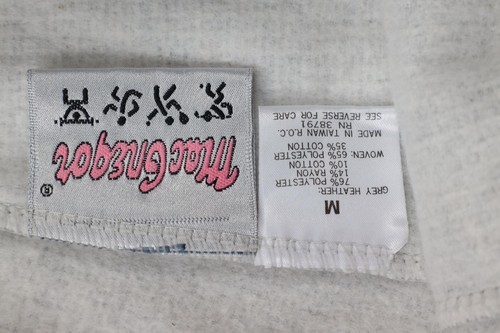 MacGregor
®
M
GREY HEATHER:
76% POLYESTER
14% RAYON
10% COTTON
WOVEN: 65% POLYESTER
35% COTTON
MADE IN TAIWAN R.O.C.
RN 38791
SEE REVERSE FOR CARE